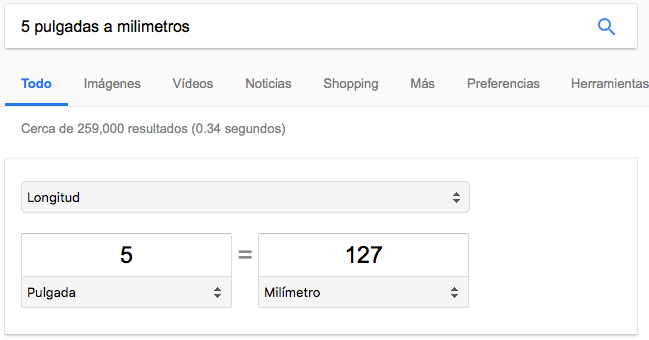 5 pulgadas a milimetros
Todo Imágenes Vídeos Noticias Shopping Más Preferencias Herramientas
Cerca de 259,000 resultados (0.34 segundos)
Longitud
5 = 127
Pulgada Milímetro